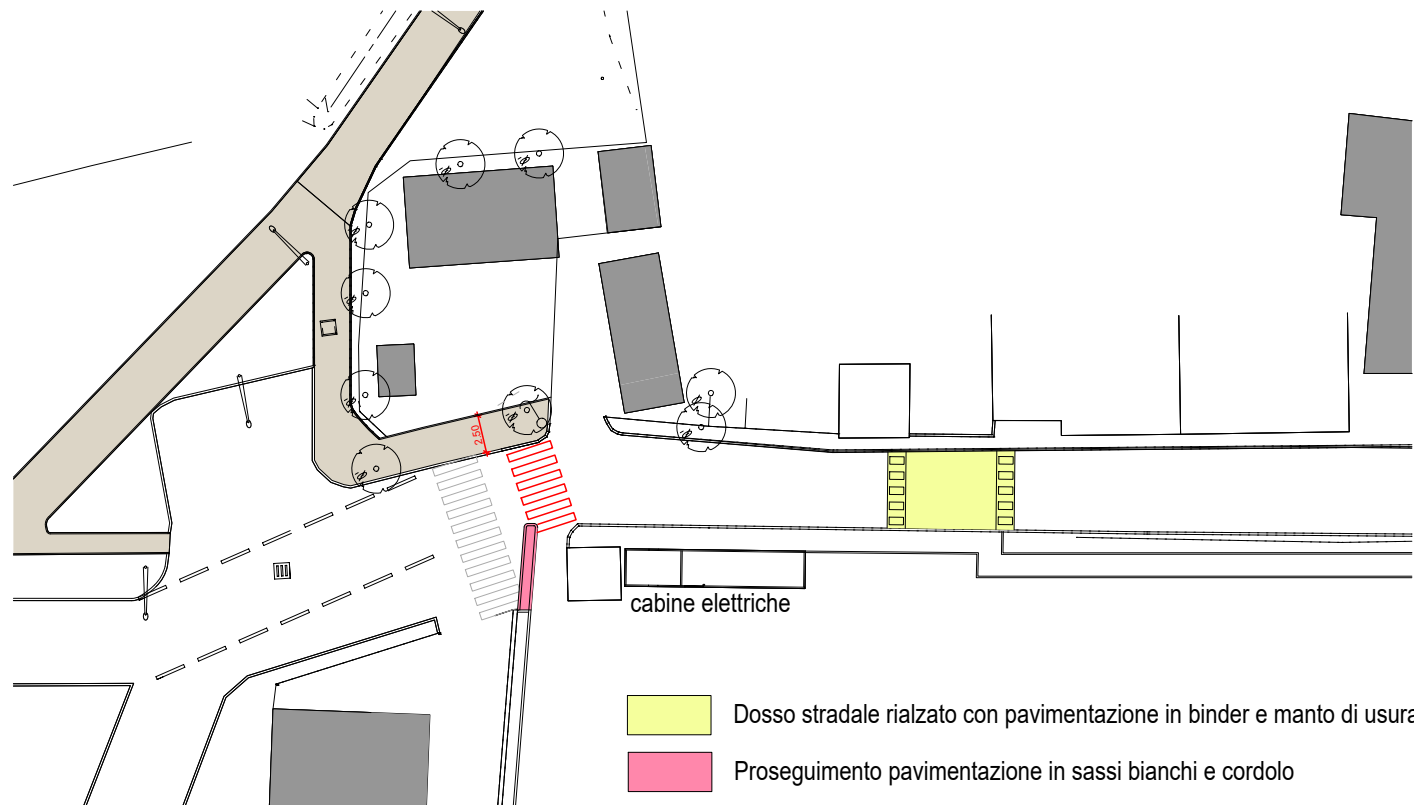 2.50
cabine elettriche
Dosso stradale rialzato con pavimentazione in binder e manto di usura
Proseguimento pavimentazione in sassi bianchi e cordolo